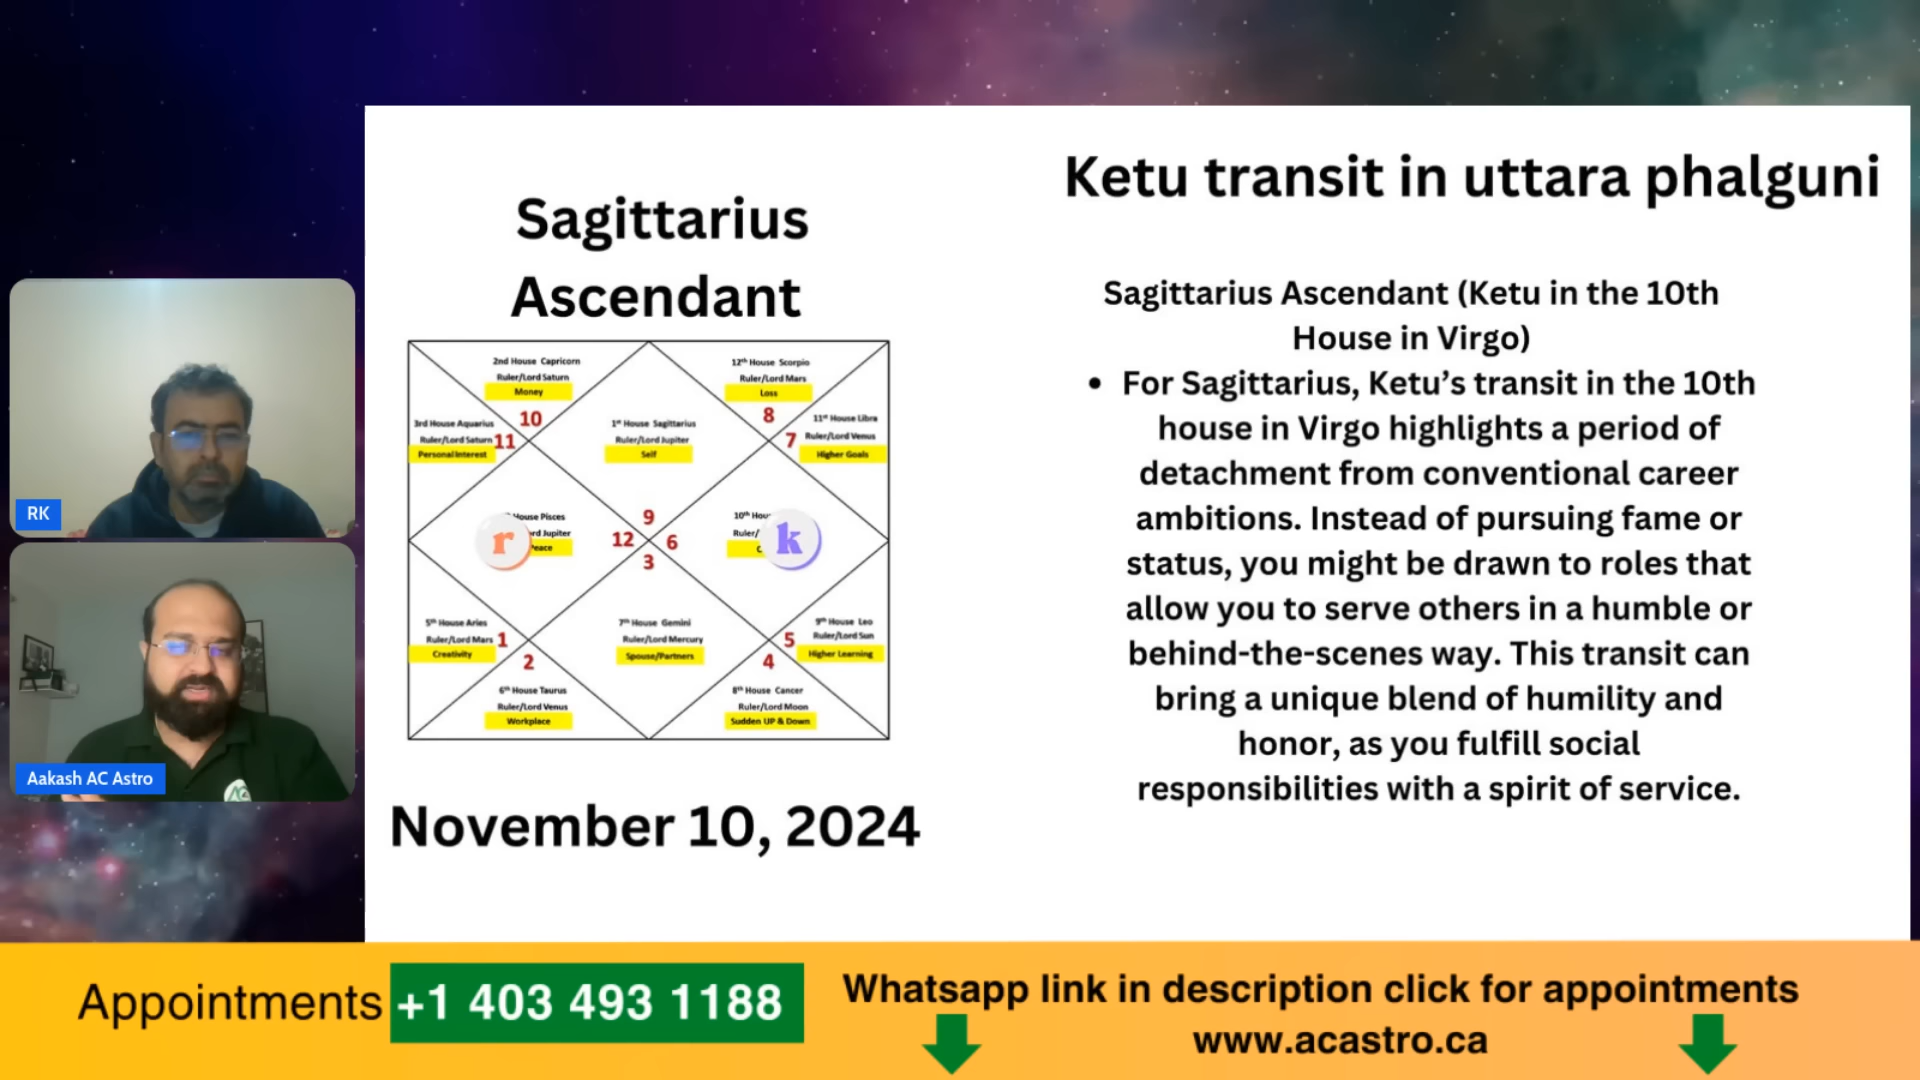 Sagittarius
Ascendant
2nd House Capricorn
Ruler/Lord Saturn
Money
10
12th House Scorpio
Ruler/Lord Mars
Loss
8
3rd House Aquarius
Ruler/Lord Saturn
Personal Interest
11
1st House Sagittarius
Ruler/Lord Jupiter
Self
7
11st House Libra
Ruler/Lord Venus
Higher Goals
House Pisces
Jupiter
Peace
r
9
12
6
3
10th
Ruler/
k
5th House Aries
Ruler/Lord Mars
Creativity
1
2
7th House Gemini
Ruler/Lord Mercury
Spouse/Partners
5
4
9th House Leo
Ruler/Lord Sun
Higher Learning
6th House Taurus
Ruler/Lord Venus
Workplace
8th House Cancer
Ruler/Lord Moon
Sudden UP & Down
November 10, 2024
Ketu transit in uttara phalguni
Sagittarius Ascendant (Ketu in the 10th
House in Virgo)
• For Sagittarius, Ketu's transit in the 10th
house in Virgo highlights a period of
detachment from conventional career
ambitions. Instead of pursuing fame or
status, you might be drawn to roles that
allow you to serve others in a humble or
behind-the-scenes way. This transit can
bring a unique blend of humility and
honor, as you fulfill social
responsibilities with a spirit of service.
RK
Aakash AC Astro
Appointments +1 403 493 1188
Whatsapp link in description click for appointments
www.acastro.ca